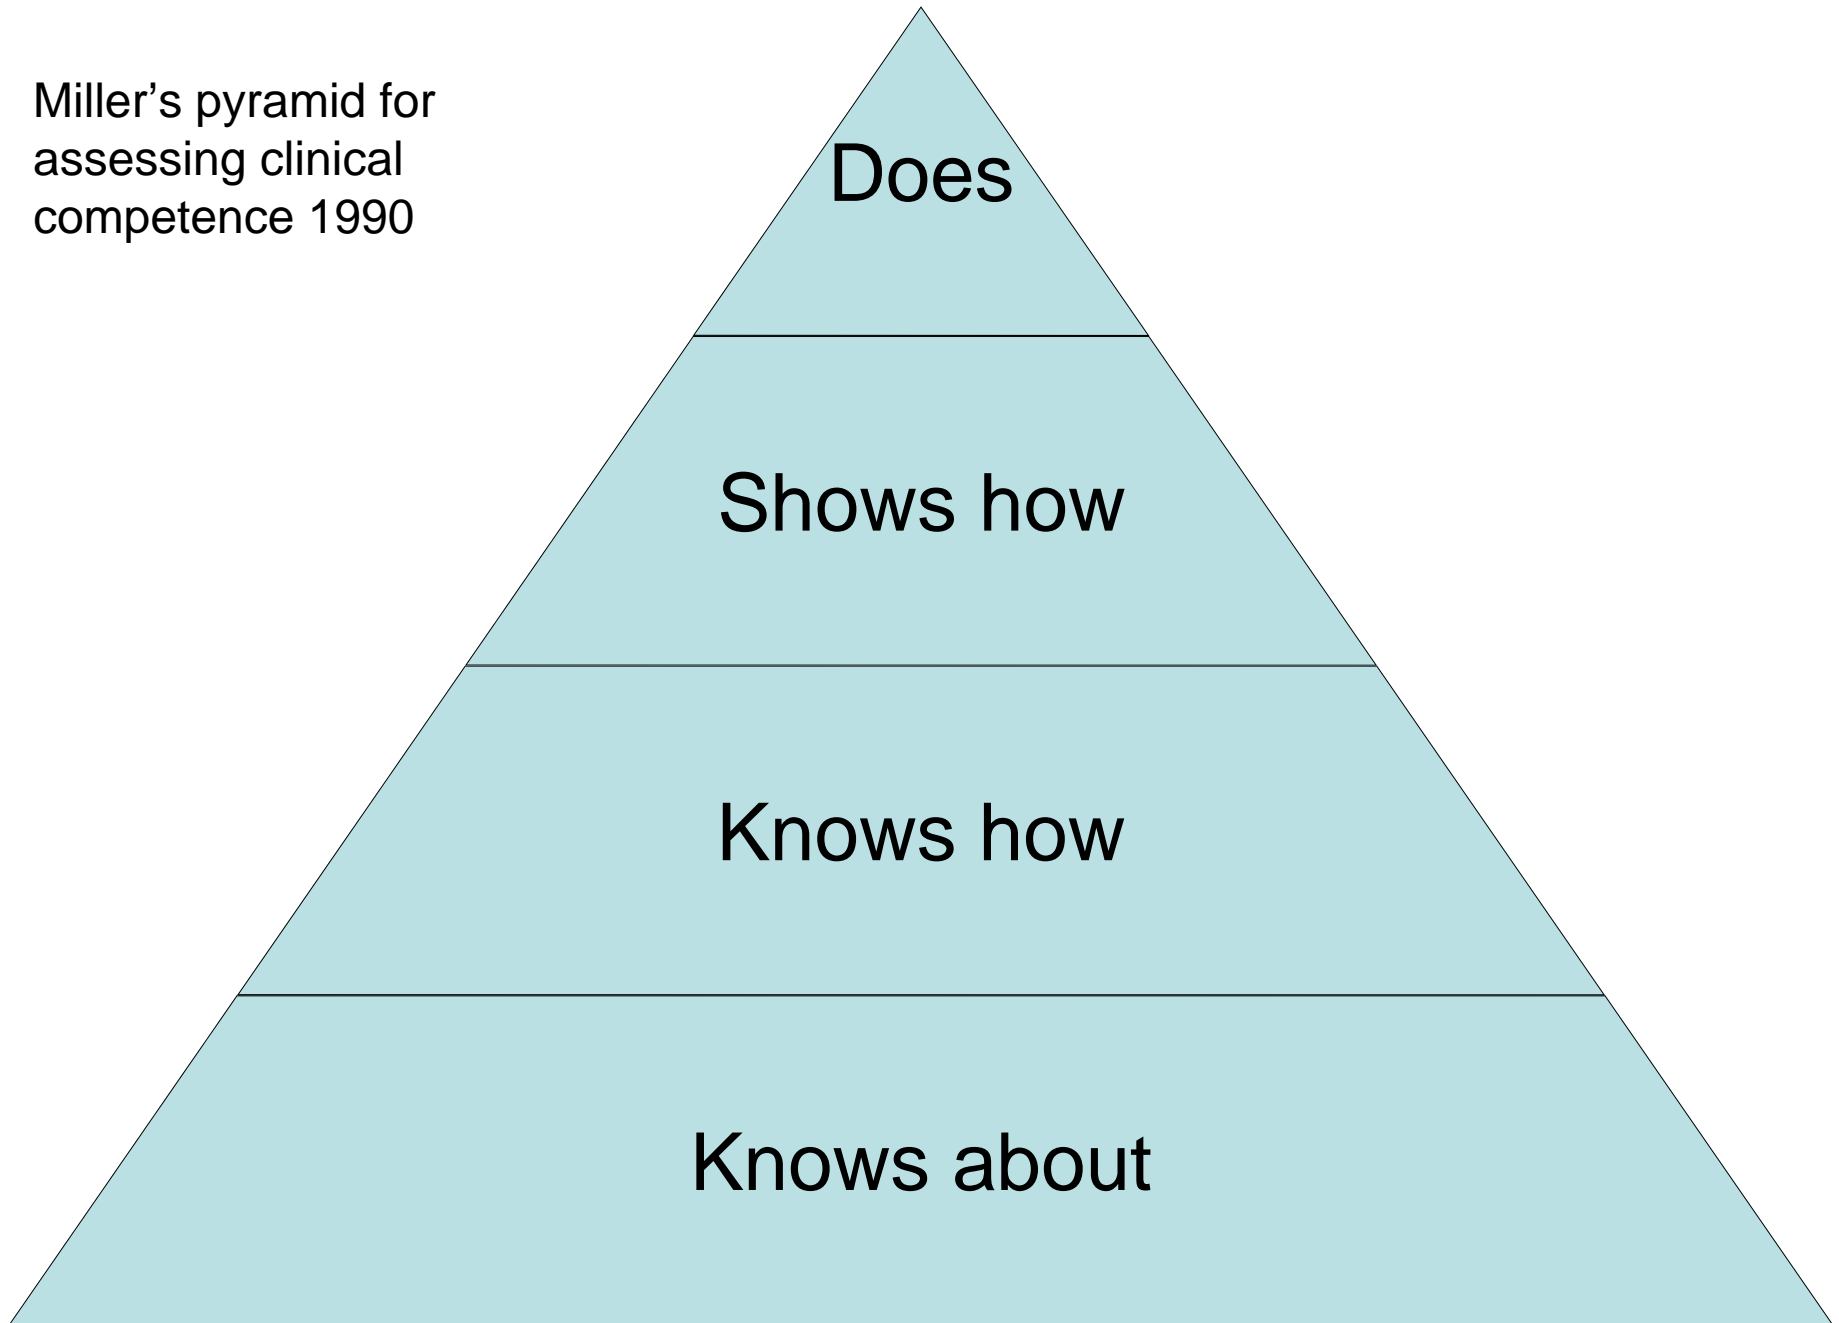 Miller’s pyramid for
assessing clinical
competence 1990
Does
Shows how
Knows how
Knows about